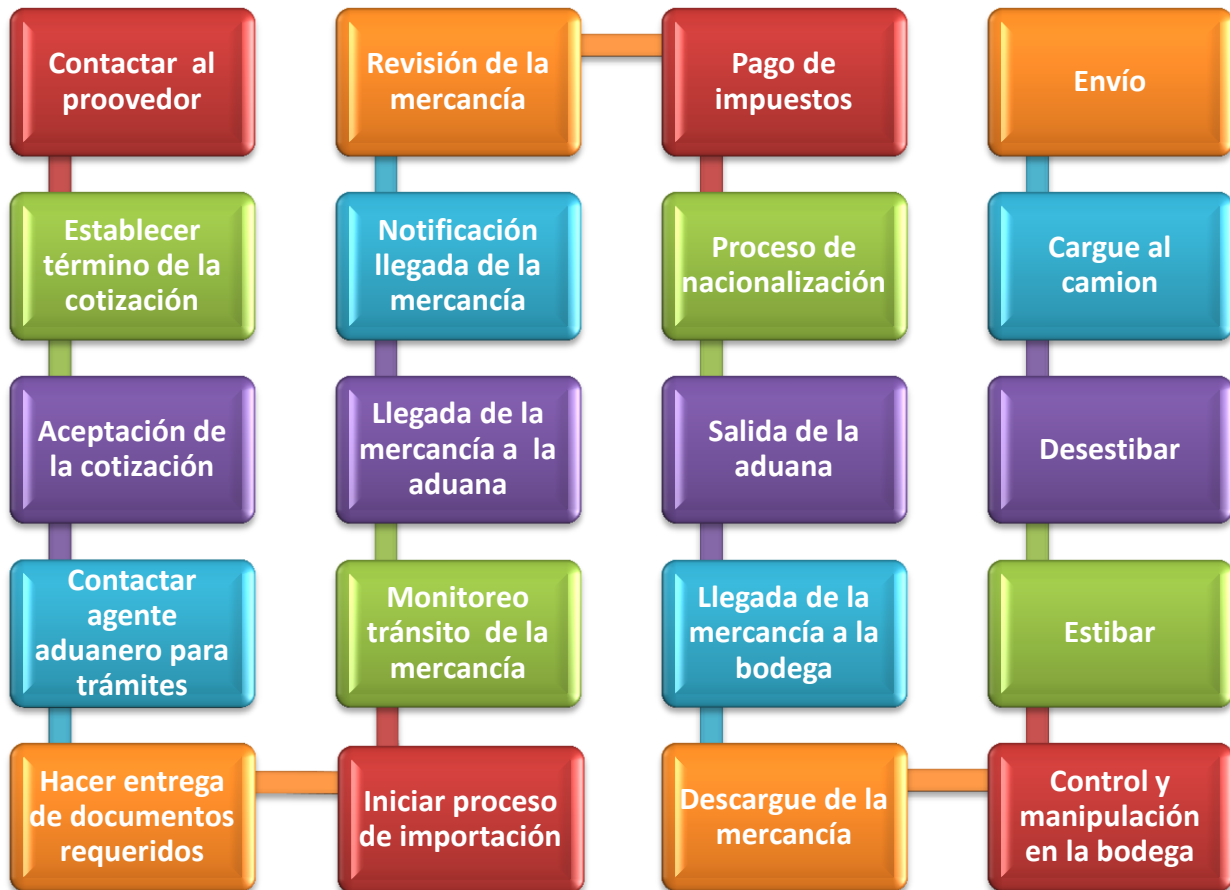 Contactar al
proovedor
Establecer
término de la
cotización
Aceptación de
la cotización
Contactar
agente
aduanero para
trámites
Hacer entrega
de documentos
requeridos
Iniciar proceso
de importación
Monitoreo
tránsito de la
mercancía
Llegada de la
mercancía a la
aduana
Notificación
llegada de la
mercancía
Revisión de la
mercancía
Pago de
impuestos
Proceso de
nacionalización
Salida de la
aduana
Llegada de la
mercancía a la
bodega
Descargue de la
mercancía
Control y
manipulación
en la bodega
Estibar
Desestibar
Cargue al
camion
Envío